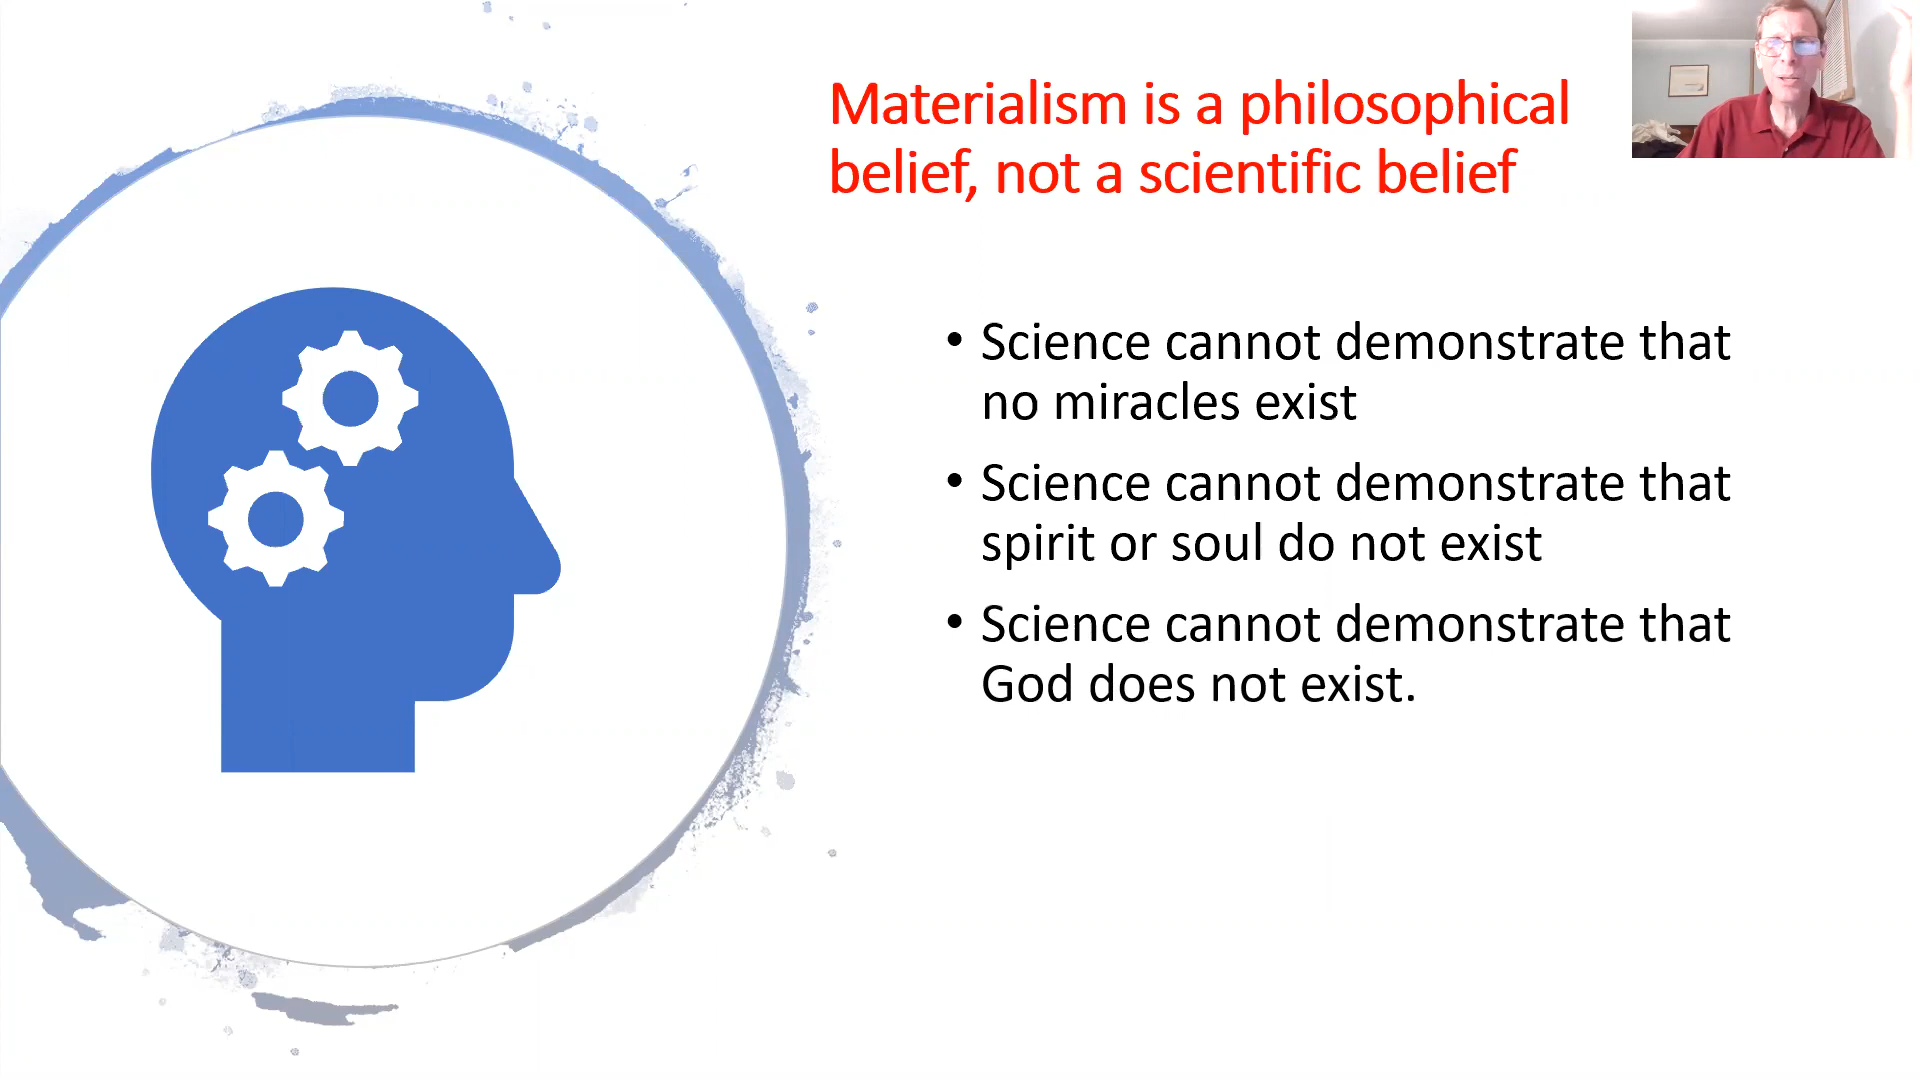 Materialism is a philosophical
belief, not a scientific belief
• Science cannot demonstrate that
no miracles exist
• Science cannot demonstrate that
spirit or soul do not exist
• Science cannot demonstrate that
God does not exist.